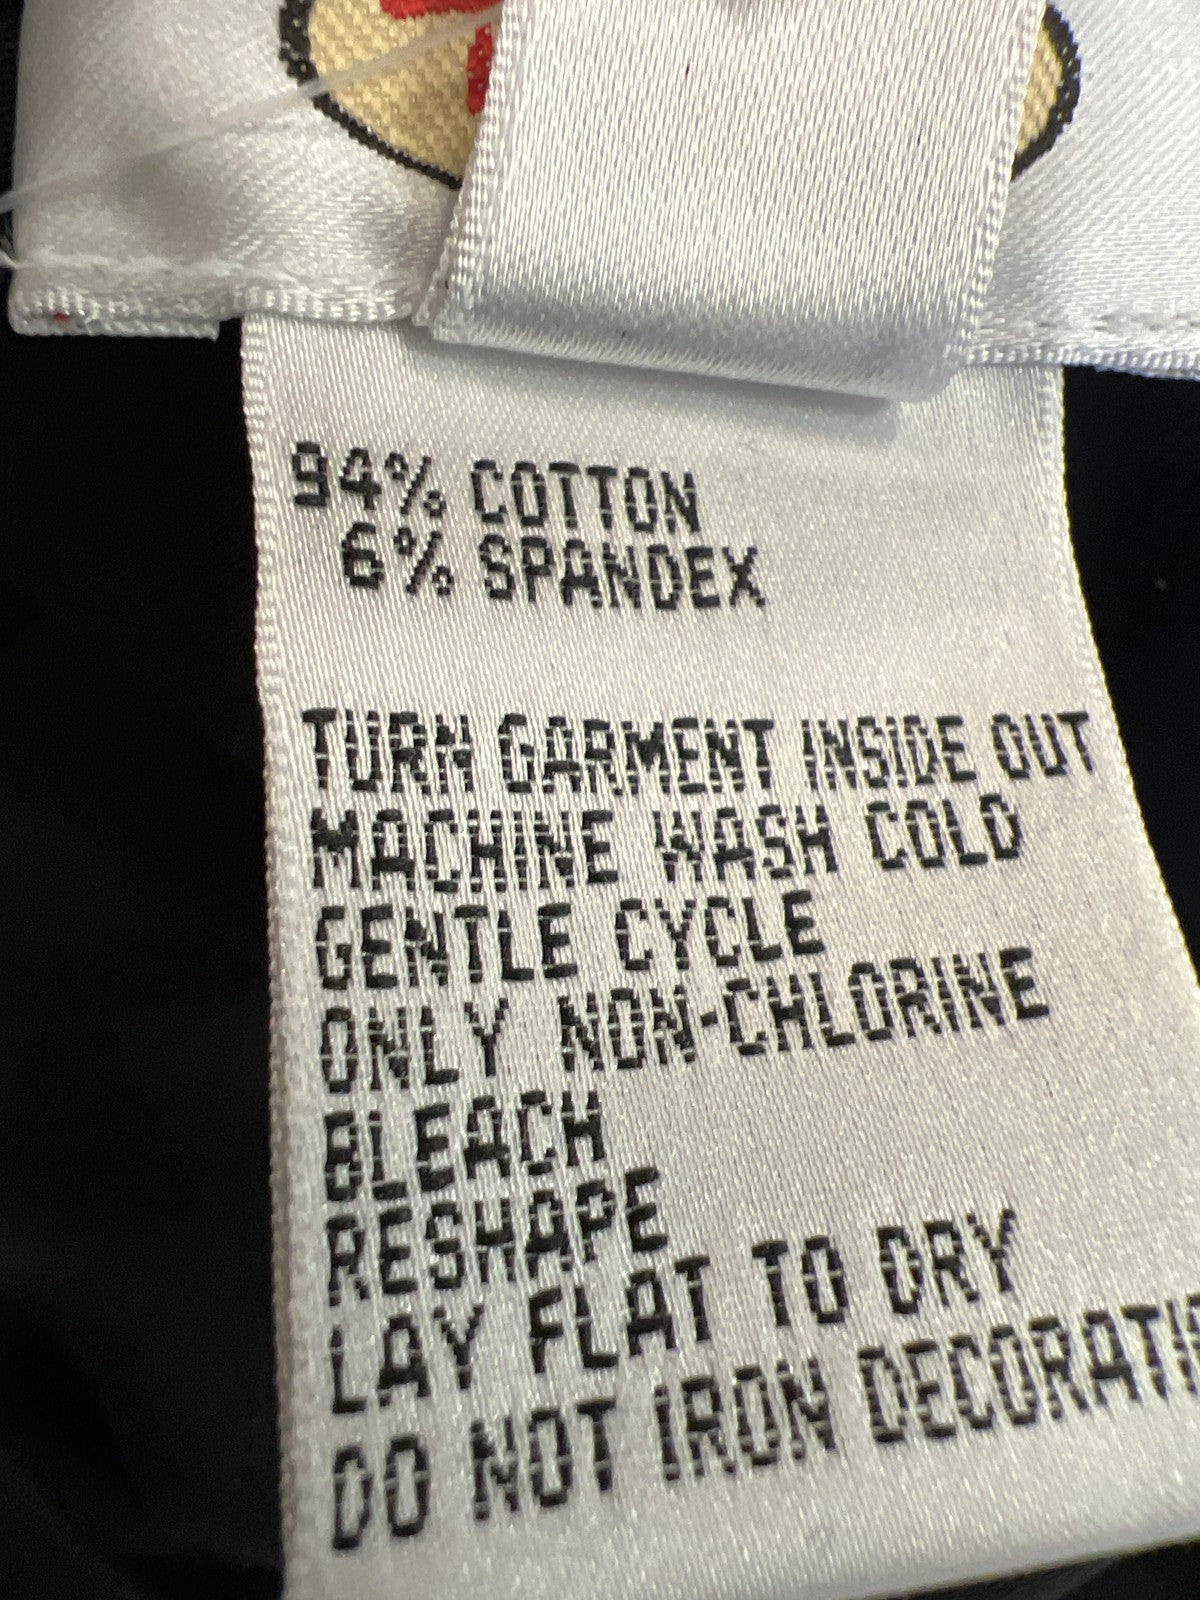 94% COTTON
6% SPANDEX
TURN GARMENT INSIDE OUT
MACHINE WASH COLD
GENTLE CYCLE
ONLY NON-CHLORINE
BLEACH
RESHAPE
LAY FLAT TO DRY
DO NOT IRON